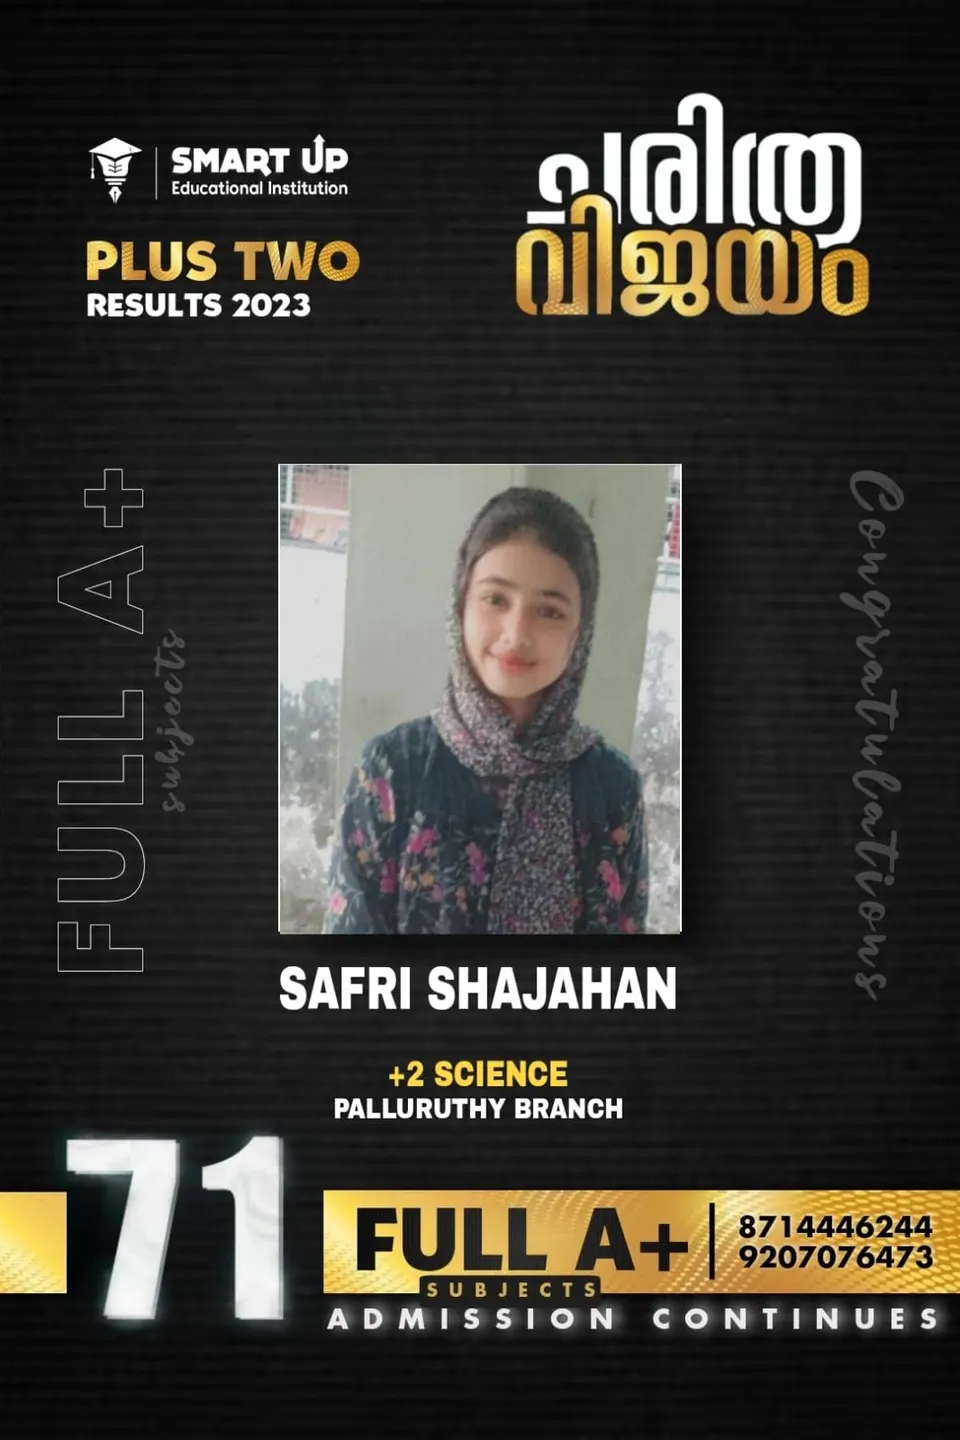 SMART UP
Educational Institution
PLUS TWO
RESULTS 2023
ചരിത്ര
വിജയം
FULL A+
subjects
Congratulations
SAFRI SHAJAHAN
+2 SCIENCE
PALLURUTHY BRANCH
71
FULL A+
SUBJECTS
8714446244
9207076473
ADMISSION CONTINUES